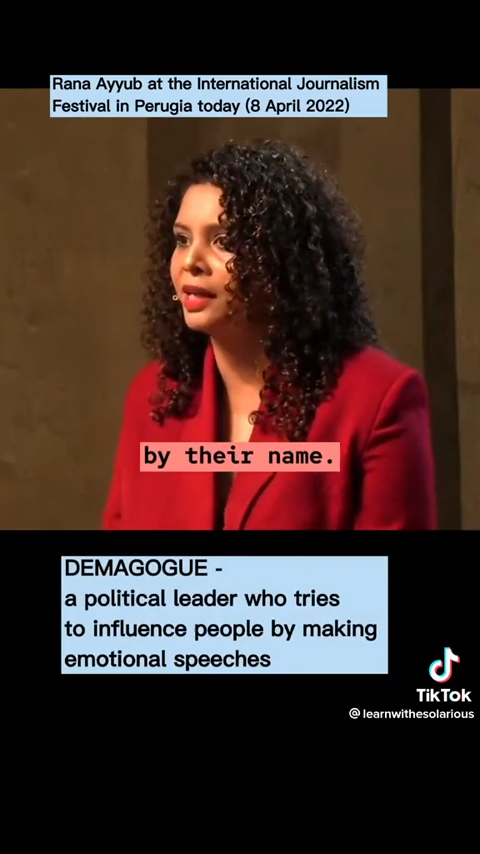 Rana Ayyub at the International Journalism
Festival in Perugia today (8 April 2022)
by their name.
DEMAGOGUE -
a political leader who tries
to influence people by making
emotional speeches
TikTok
@learnwithesolarious